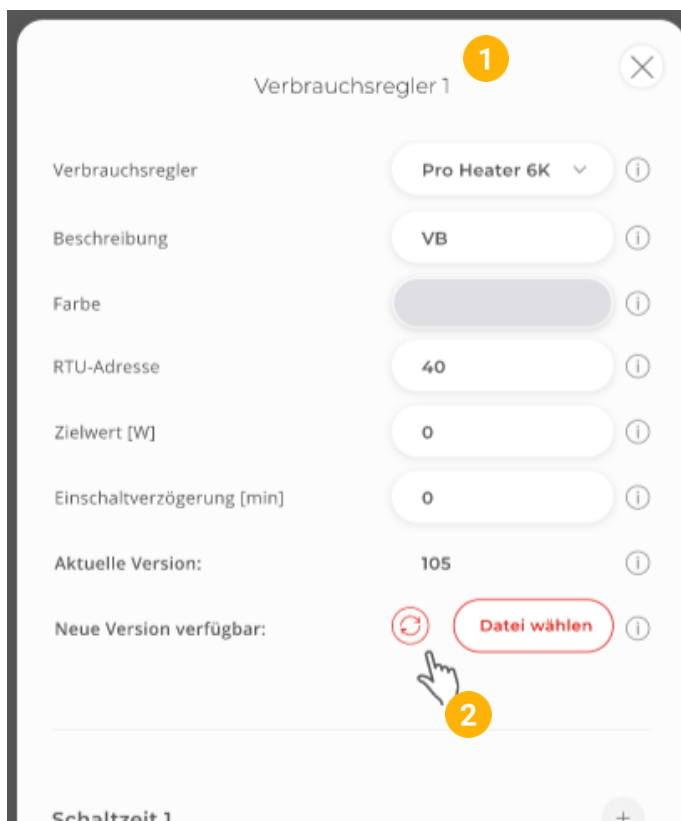 1
Verbrauchsregler 1
Verbrauchsregler Pro Heater 6K
Beschreibung VB
Farbe
RTU-Adresse 40
Zielwert [W] 0
Einschaltverzögerung [min] 0
Aktuelle Version: 105
Neue Version verfügbar: Datei wählen
2
Schaltzeit 1